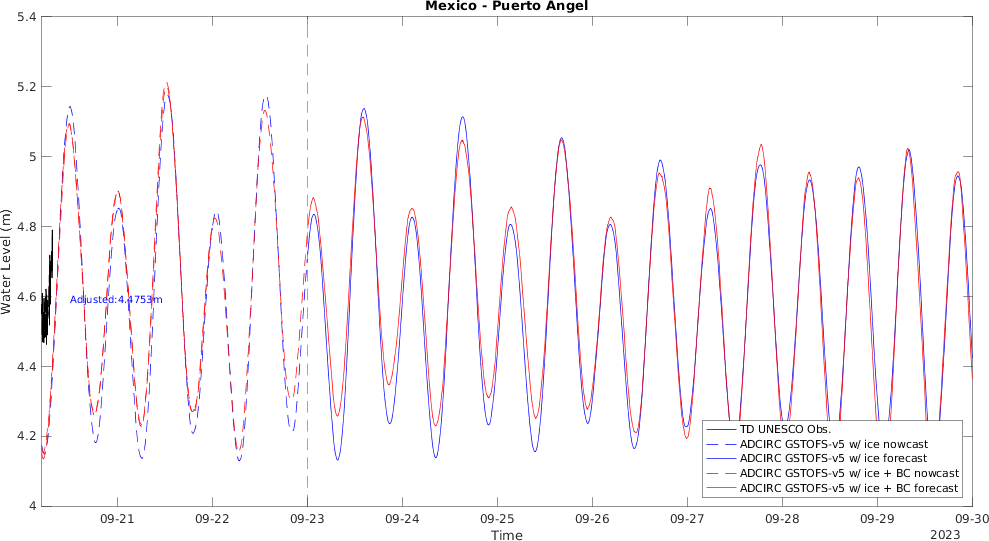 Mexico - Puerto Angel
5.4
5.2
5
4.8
4.6
4.4
4.2
4
Water Level (m)
Adjusted:4.4753m
TD UNESCO Obs.
ADCIRC GSTOFS-v5 w/ ice nowcast
ADCIRC GSTOFS-v5 w/ ice forecast
ADCIRC GSTOFS-v5 w/ ice + BC nowcast
ADCIRC GSTOFS-v5 w/ ice + BC forecast
09-21 09-22 09-23 09-24 09-25 09-26 09-27 09-28 09-29 09-30
Time
2023